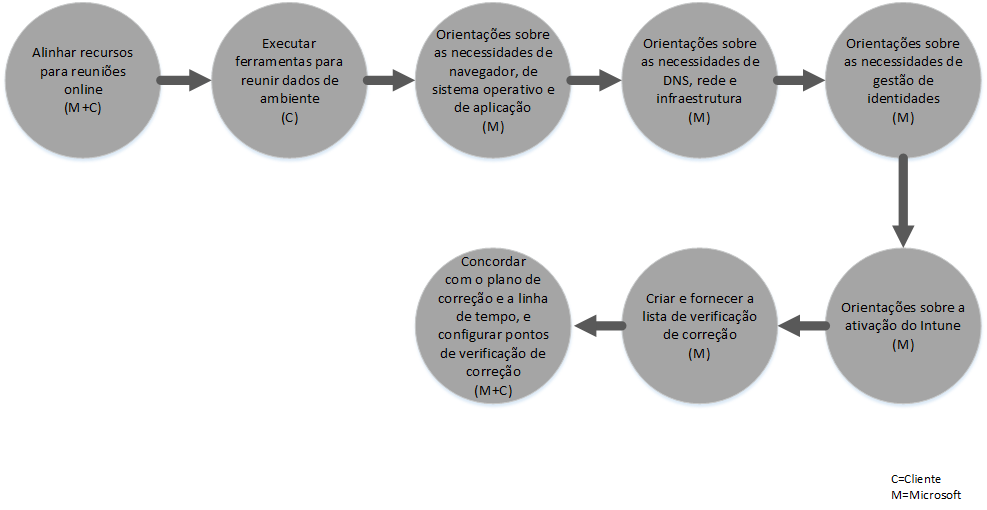 Alinhar recursos
para reuniões
online
(M+C)
Executar
ferramentas para
reunir dados de
ambiente
(C)
Orientações sobre
as necessidades de
navegador, de
sistema operativo e
de aplicação
(M)
Orientações sobre
as necessidades de
DNS, rede e
infraestrutura
(M)
Orientações sobre
as necessidades de
gestão de
identidades
(M)
Orientações sobre a
ativação do Intune
(M)
Criar e fornecer a
lista de verificação
de correção
(M)
Concordar
com o plano de
correção e a linha
de tempo, e
configurar pontos
de verificação de
correção
(M+C)
C=Cliente
M=Microsoft